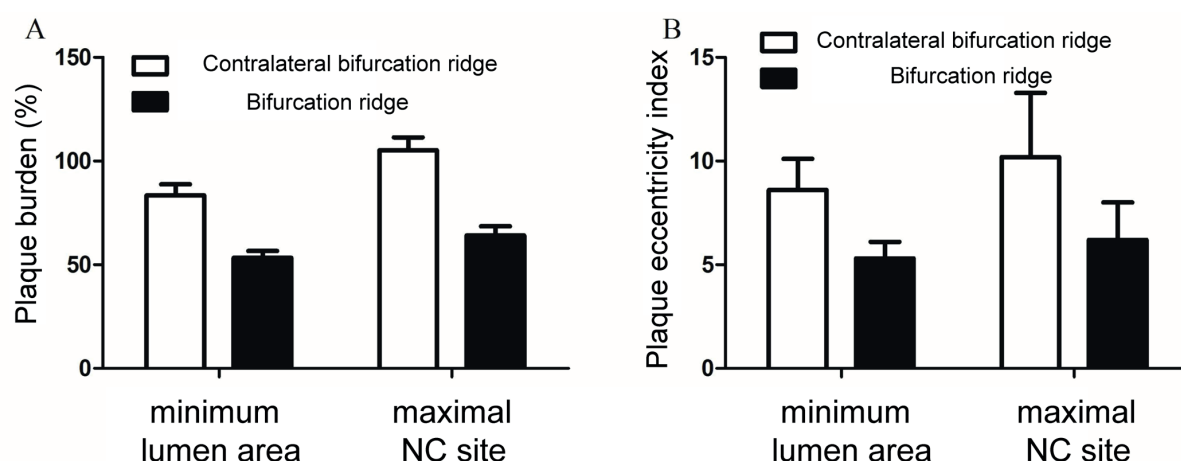 A
Plaque burden (%)
150
100
50
0
Contralateral bifurcation ridge
Bifurcation ridge
minimum
lumen area
maximal
NC site
B
Plaque eccentricity index
15
10
5
0
Contralateral bifurcation ridge
Bifurcation ridge
minimum
lumen area
maximal
NC site